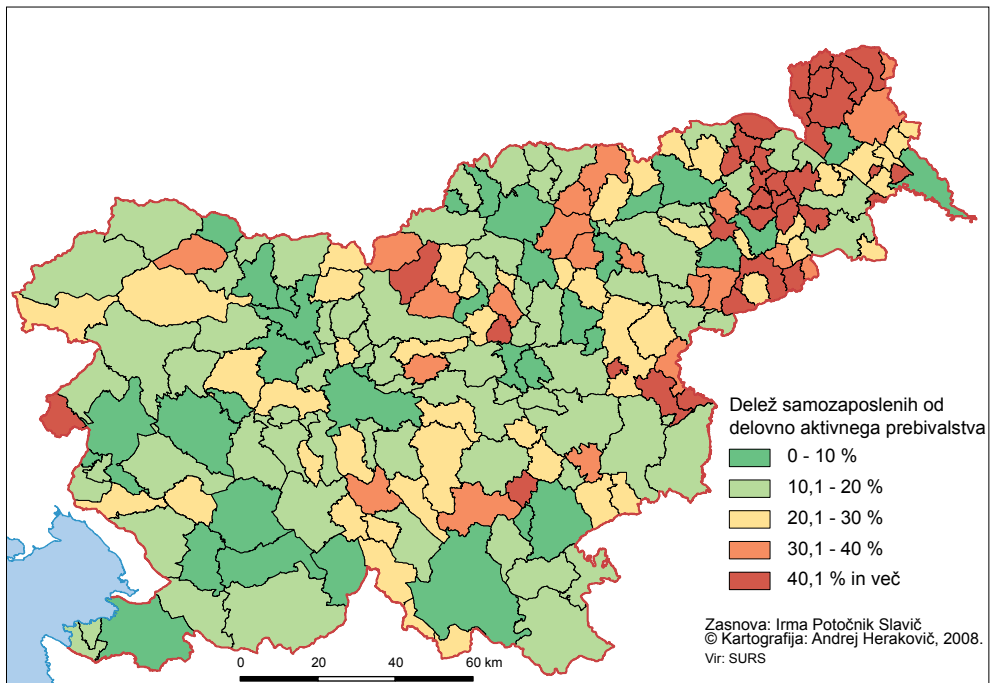 Delež samozaposlenih od
delovno aktivnega prebivalstva
0 - 10 %
10,1 - 20 %
20,1 - 30 %
30,1 - 40 %
40,1 % in več
Zasnova: Irma Potočnik Slavič
© Kartografija: Andrej Herakovič, 2008.
Vir: SURS
0 20 40 60 km